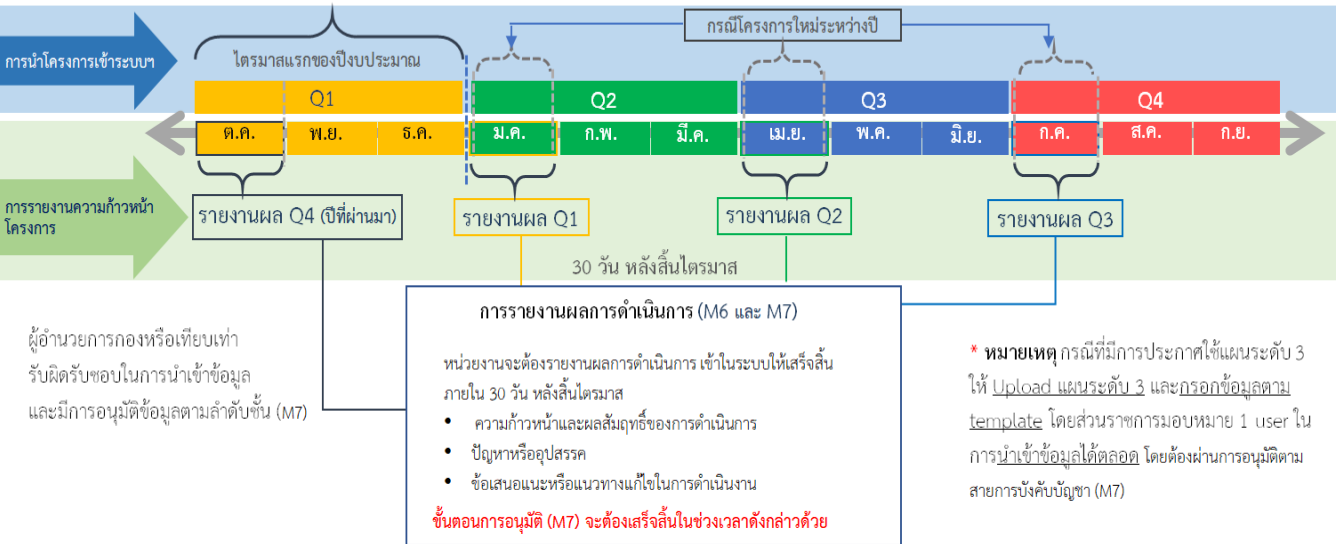 กรณีโครงการใหม่ระหว่างปี
การนำโครงการเข้าระบบฯ
ไตรมาสแรกของปีงบประมาณ
Q1 Q2 Q3 Q4
ต.ค. พ.ย. ธ.ค. ม.ค. ก.พ. มี.ค. เม.ย. พ.ค. มิ.ย. ก.ค. ส.ค. ก.ย.
การรายงานความก้าวหน้า
โครงการ
รายงานผล Q4 (ปีที่ผ่านมา) รายงานผล Q1 รายงานผล Q2 รายงานผล Q3
30 วัน หลังสิ้นไตรมาส
ผู้อำนวยการกองหรือเทียบเท่า
รับผิดรับชอบในการนำเข้าข้อมูล
และมีการอนุมัติข้อมูลตามลำดับชั้น (M7)
การรายงานผลการดำเนินการ (M6 และ M7)
หน่วยงานจะต้องรายงานผลการดำเนินการ เข้าในระบบให้เสร็จสิ้น
ภายใน 30 วัน หลังสิ้นไตรมาส
• ความก้าวหน้าและผลสัมฤทธิ์ของการดำเนินการ
• ปัญหาหรืออุปสรรค
• ข้อเสนอแนะหรือแนวทางแก้ไขในการดำเนินงาน
ขั้นตอนการอนุมัติ (M7) จะต้องเสร็จสิ้นในช่วงเวลาดังกล่าวด้วย
* หมายเหตุ กรณีที่มีการประกาศใช้แผนระดับ 3
ให้ Upload แผนระดับ 3 และกรอกข้อมูลตาม
template โดยส่วนราชการมอบหมาย 1 user ใน
การนำเข้าข้อมูลได้ตลอด โดยต้องผ่านการอนุมัติตาม
สายการบังคับบัญชา (M7)